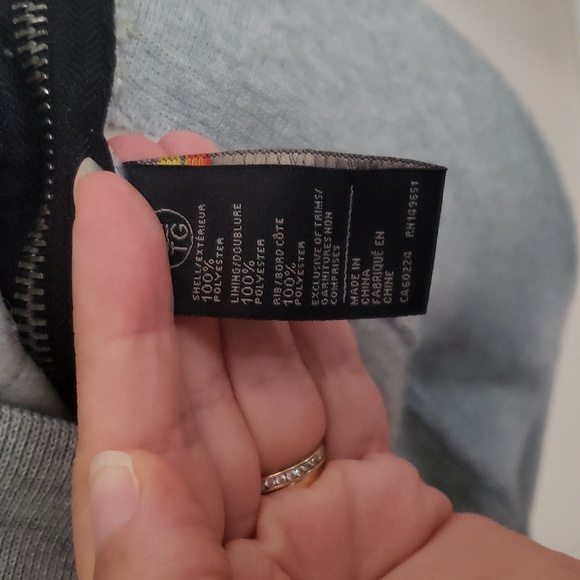 TG
SHELL/EXTÉRIEUR
100%
POLYESTER
LINING/DOUBLURE
100%
POLYESTER
RIB/BORD CÔTE
100%
POLYESTER
EXCLUSIVE OF TRIMS/
GARNITURES NON
COMPRISES
MADE IN
CHINA
FABRIQUÉ EN
CHINE
CA60224 RN149651